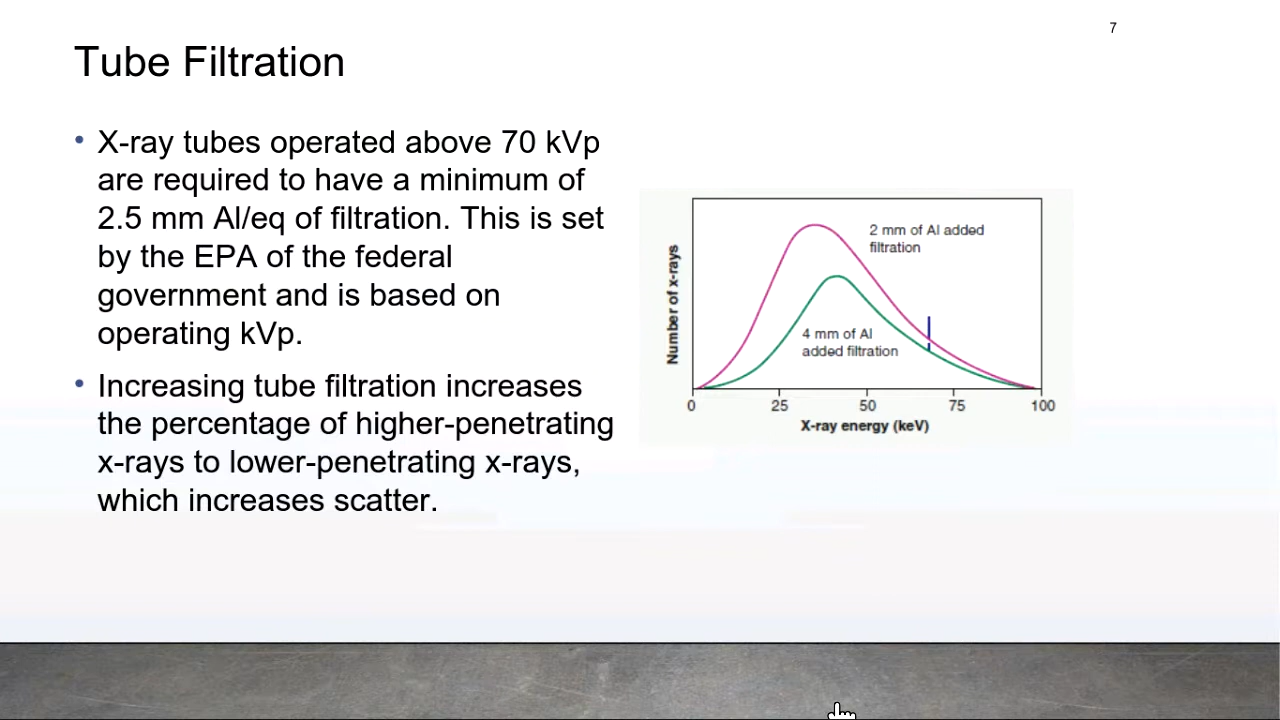 7
Tube Filtration
• X-ray tubes operated above 70 kVp
are required to have a minimum of
2.5 mm Al/eq of filtration. This is set
by the EPA of the federal
government and is based on
operating kVp.
• Increasing tube filtration increases
the percentage of higher-penetrating
x-rays to lower-penetrating x-rays,
which increases scatter.
Number of x-rays
2 mm of Al added
filtration
4 mm of Al
added filtration
0 25 50 75 100
X-ray energy (keV)